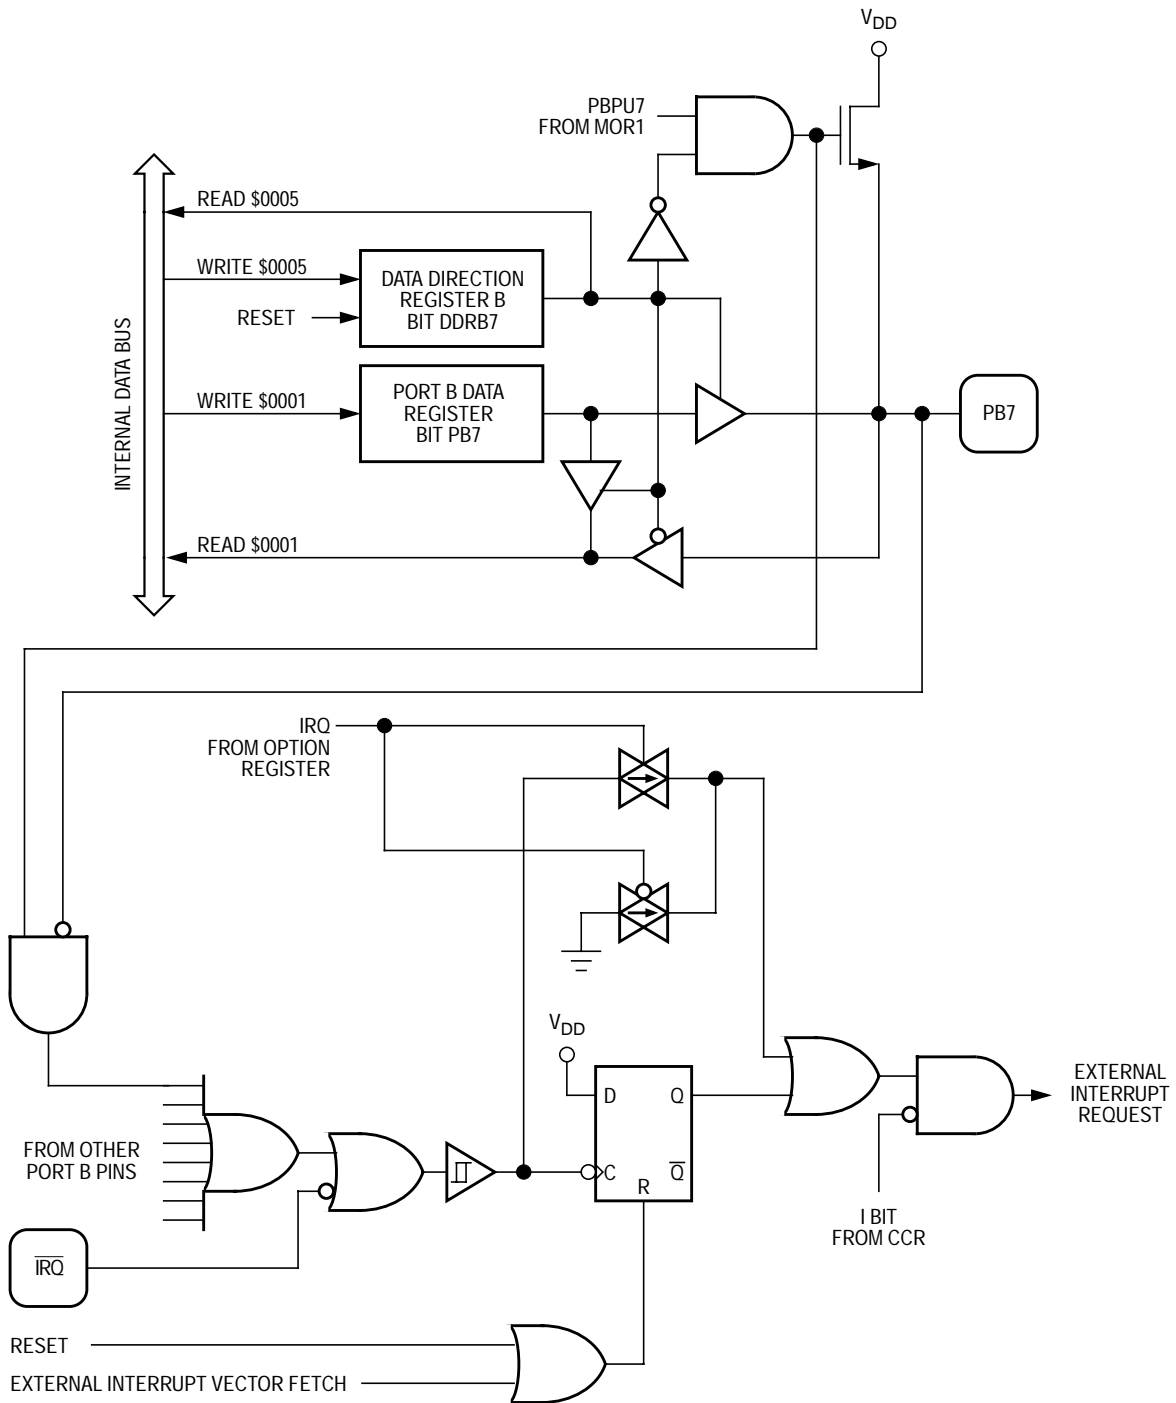 VDD
PBPU7
FROM MOR1
READ $0005
WRITE $0005
DATA DIRECTION
REGISTER B
BIT DDRB7
RESET
INTERNAL DATA BUS
WRITE $0001
PORT B DATA
REGISTER
BIT PB7
PB7
READ $0001
IRQ
FROM OPTION
REGISTER
VDD
D
Q
C
Q̅
R
EXTERNAL
INTERRUPT
REQUEST
FROM OTHER
PORT B PINS
I BIT
FROM CCR
I̅R̅Q̅
RESET
EXTERNAL INTERRUPT VECTOR FETCH